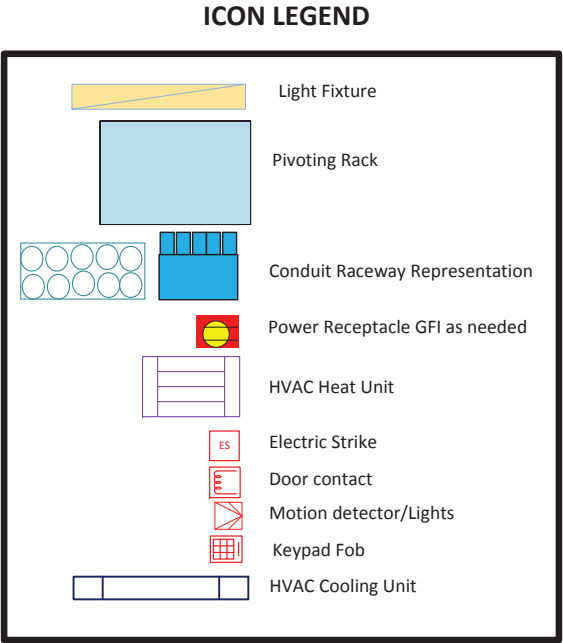 ICON LEGEND
Light Fixture
Pivoting Rack
Conduit Raceway Representation
Power Receptacle GFI as needed
HVAC Heat Unit
ES Electric Strike
Door contact
Motion detector/Lights
Keypad Fob
HVAC Cooling Unit